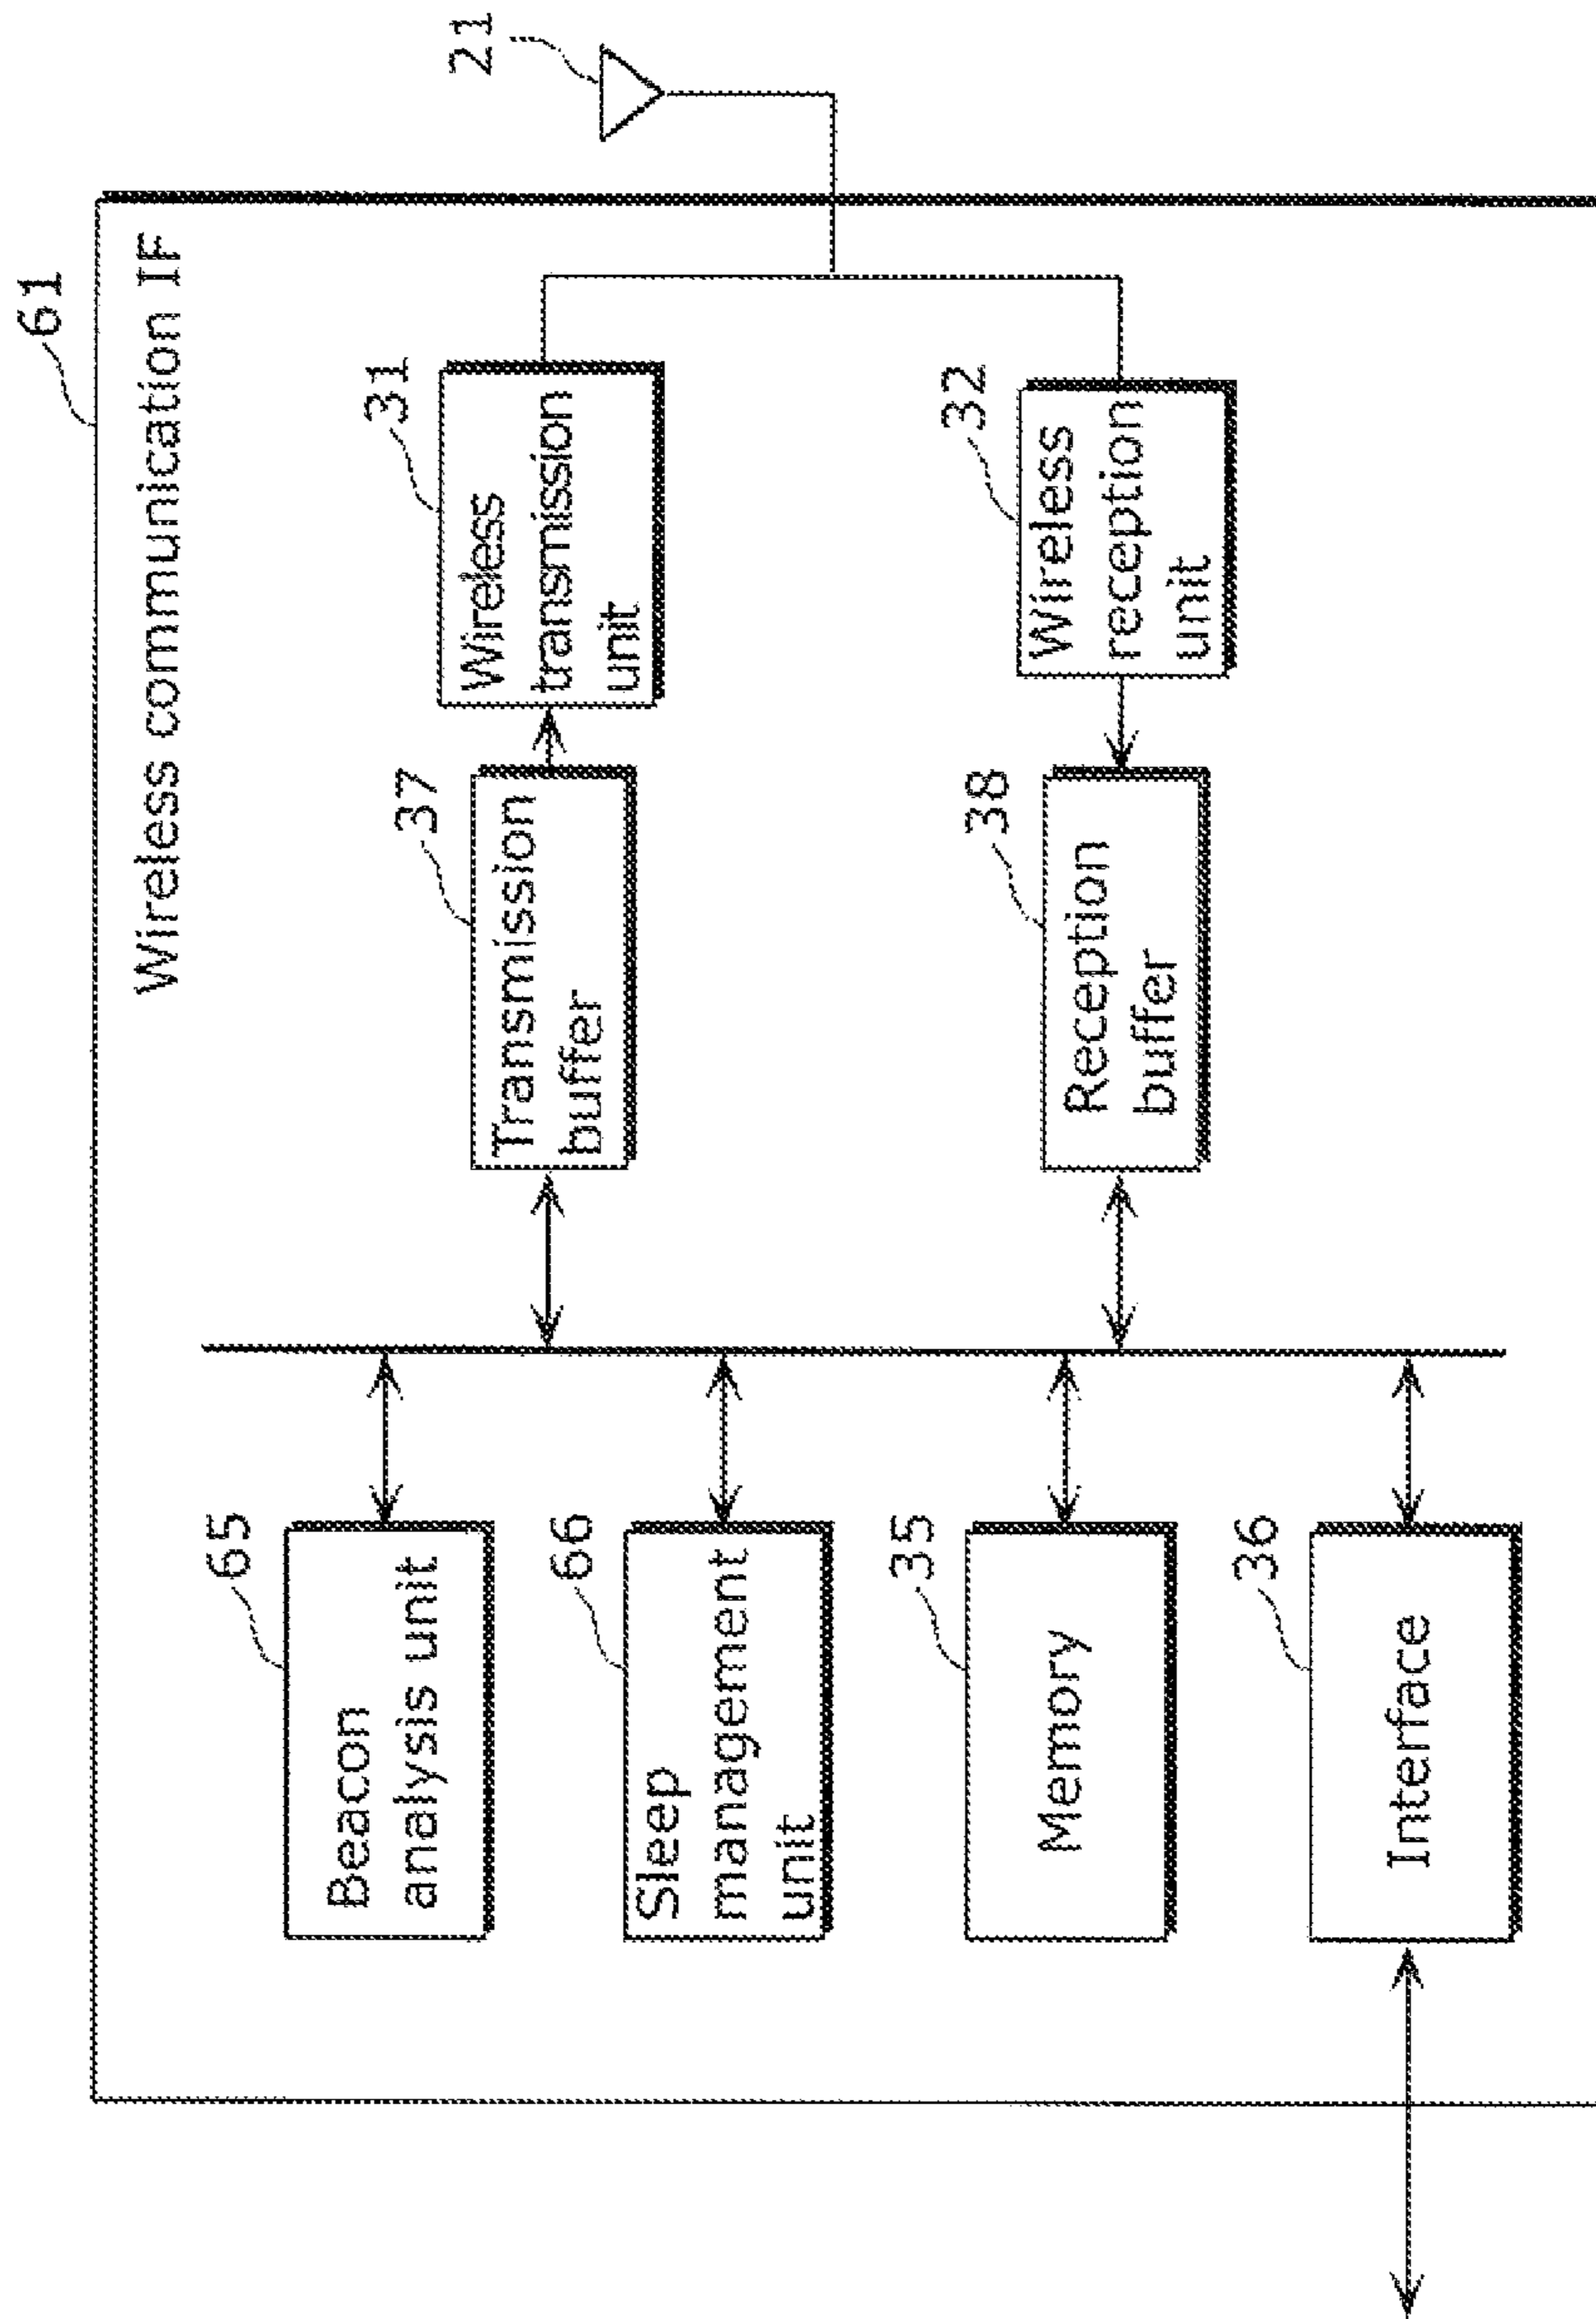 61
Wireless communication IF
65
Beacon
analysis unit
66
Sleep
management
unit
35
Memory
36
Interface
37
Transmission
buffer
38
Reception
buffer
31
Wireless
transmission
unit
32
Wireless
reception
unit
21